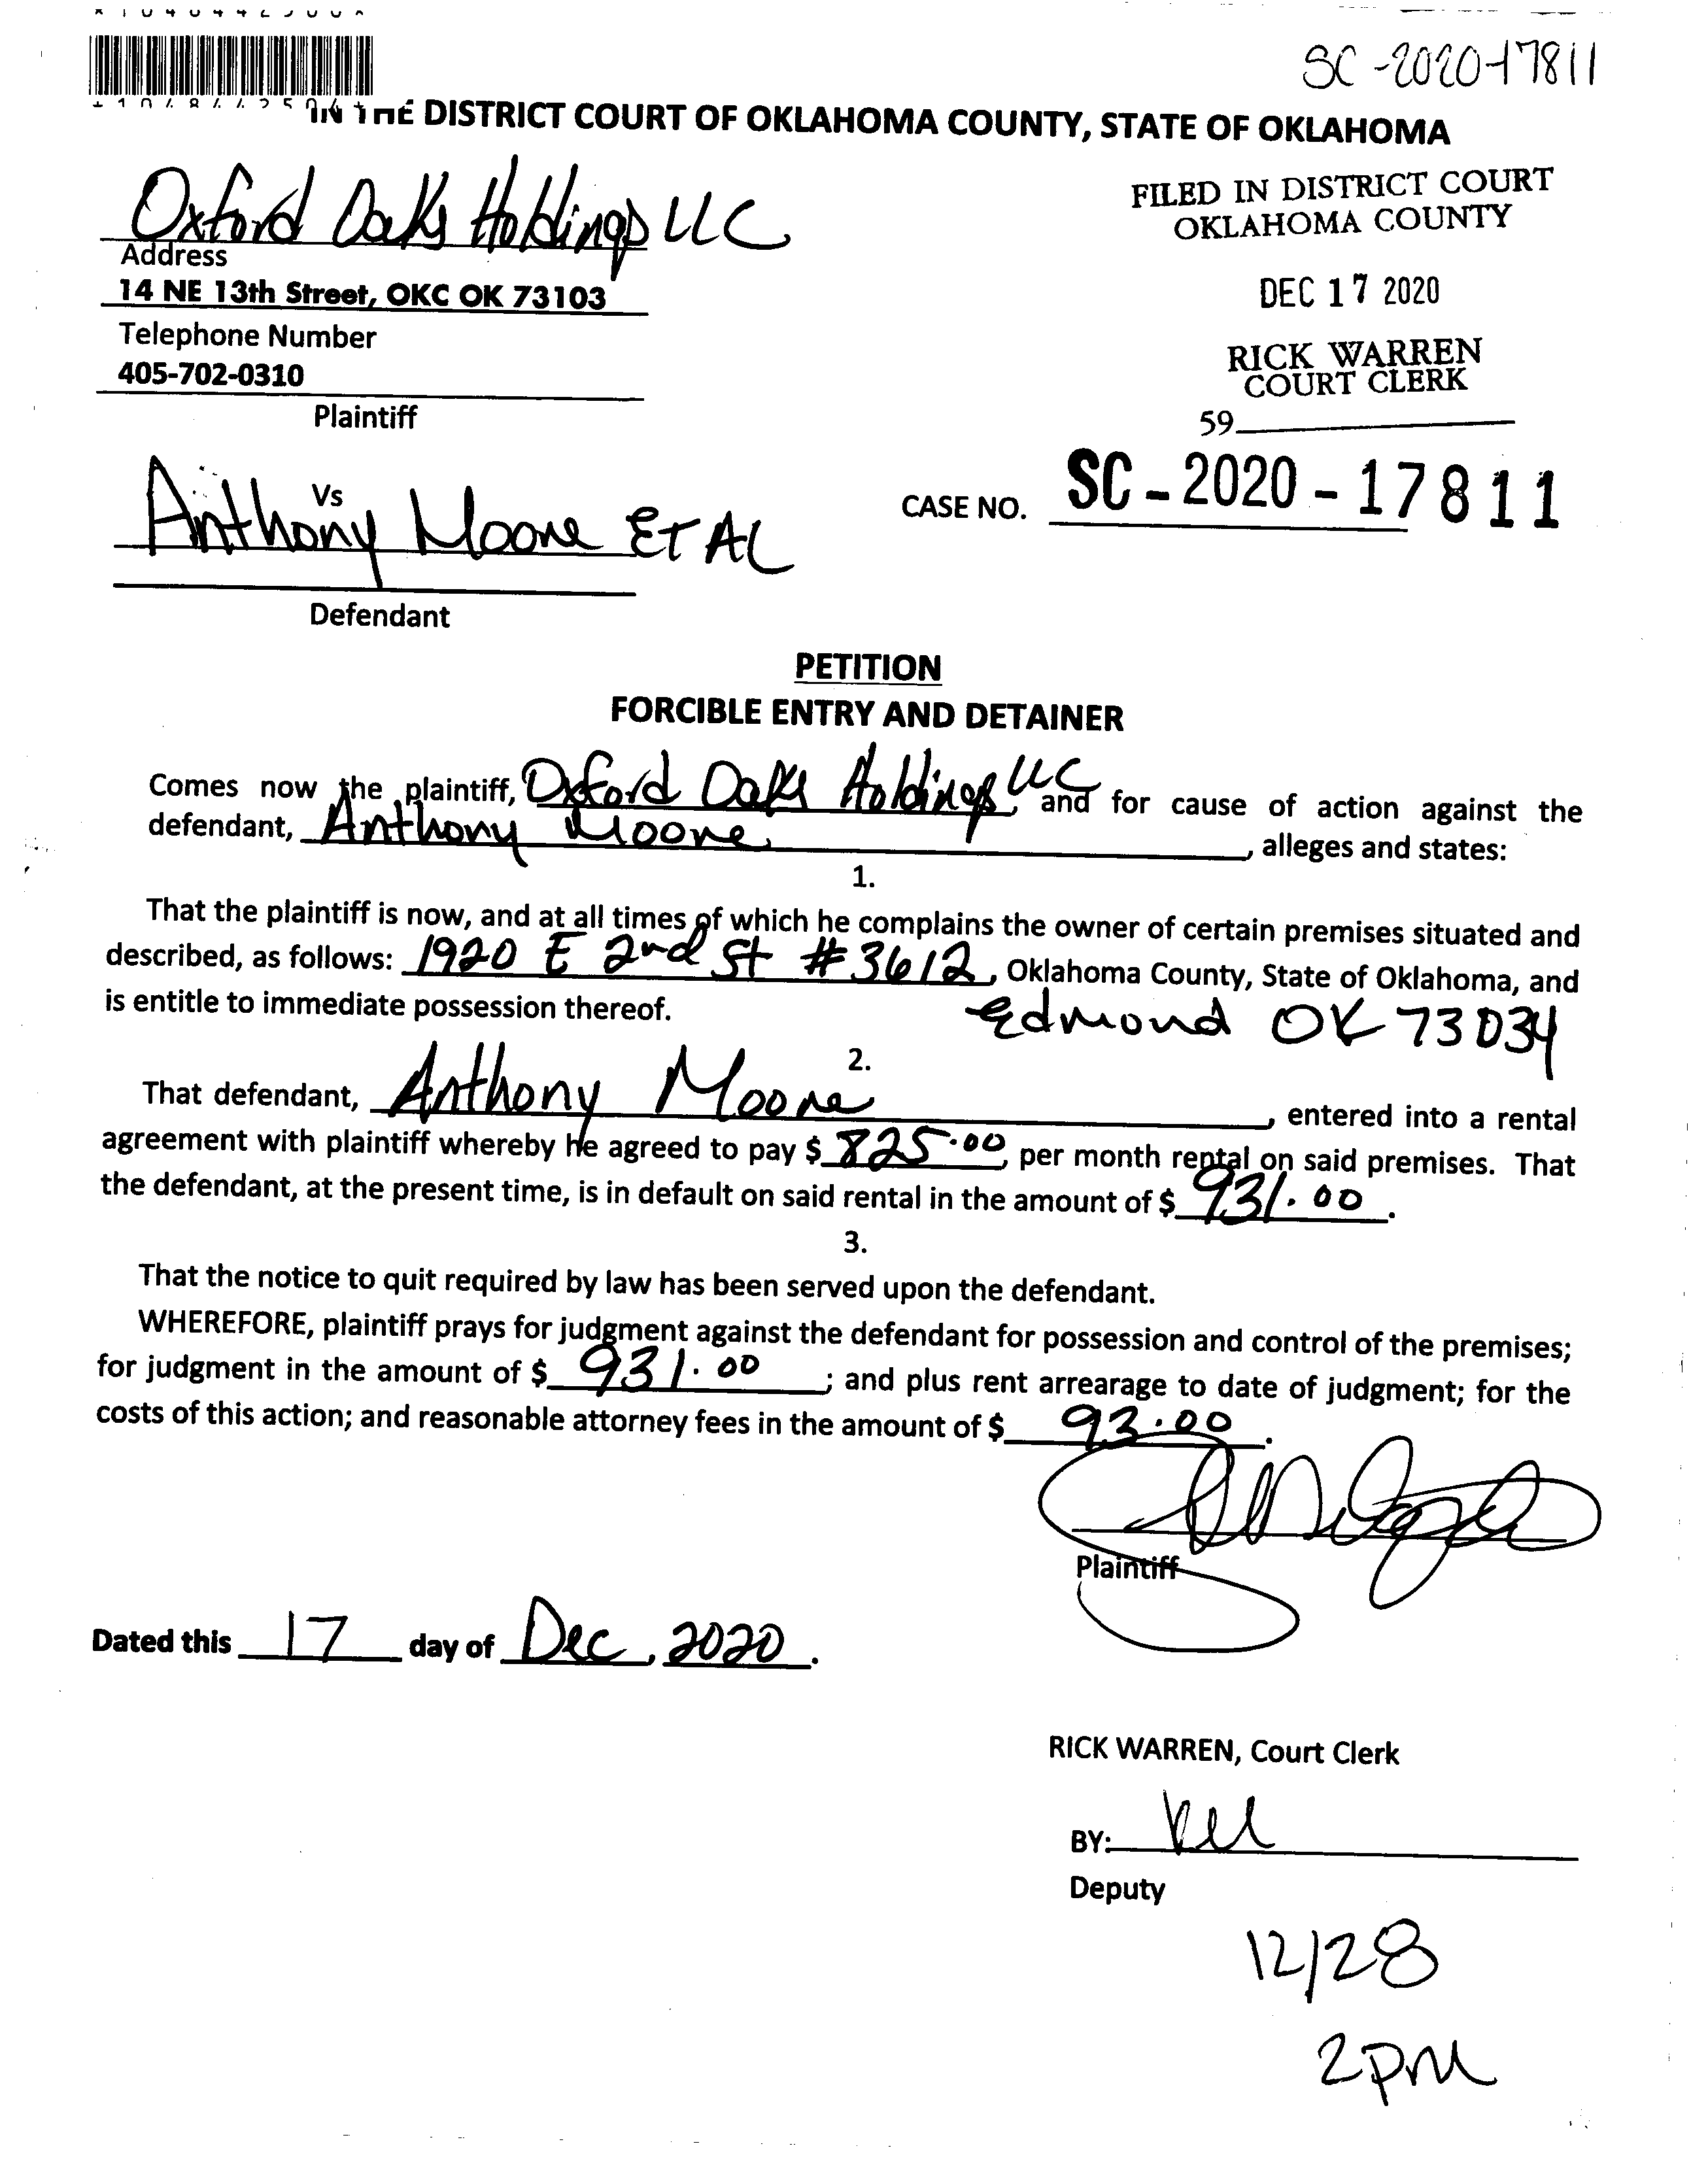 SC-2020-17811
IN THE DISTRICT COURT OF OKLAHOMA COUNTY, STATE OF OKLAHOMA
Oxford Oaks Holdings LLC
Address
14 NE 13th Street, OKC OK 73103
Telephone Number
405-702-0310
Plaintiff
FILED IN DISTRICT COURT
OKLAHOMA COUNTY
DEC 17 2020
RICK WARREN
COURT CLERK
59
Vs
Anthony Moore ET AL
Defendant
CASE NO. SC-2020-17811
PETITION
FORCIBLE ENTRY AND DETAINER
Comes now the plaintiff, Oxford Oaks Holdings LLC, and for cause of action against the
defendant, Anthony Moore, alleges and states:
1.
That the plaintiff is now, and at all times of which he complains the owner of certain premises situated and
described, as follows: 1920 E 2nd St #3612, Oklahoma County, State of Oklahoma, and
is entitle to immediate possession thereof. Edmond OK 73034
2.
That defendant, Anthony Moore, entered into a rental
agreement with plaintiff whereby he agreed to pay $ 825.00, per month rental on said premises. That
the defendant, at the present time, is in default on said rental in the amount of $ 931.00.
3.
That the notice to quit required by law has been served upon the defendant.
WHEREFORE, plaintiff prays for judgment against the defendant for possession and control of the premises;
for judgment in the amount of $ 931.00; and plus rent arrearage to date of judgment; for the
costs of this action; and reasonable attorney fees in the amount of $ 93.00.
Plaintiff
Dated this 17 day of Dec, 2020.
RICK WARREN, Court Clerk
BY:
Deputy
12/28
2pm